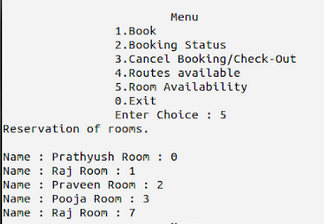 Menu
1.Book
2.Booking Status
3.Cancel Booking/Check-Out
4.Routes available
5.Room Availability
0.Exit
Enter Choice : 5
Reservation of rooms.
Name : Prathyush Room : 0
Name : Raj Room : 1
Name : Praveen Room : 2
Name : Pooja Room : 3
Name : Raj Room : 7